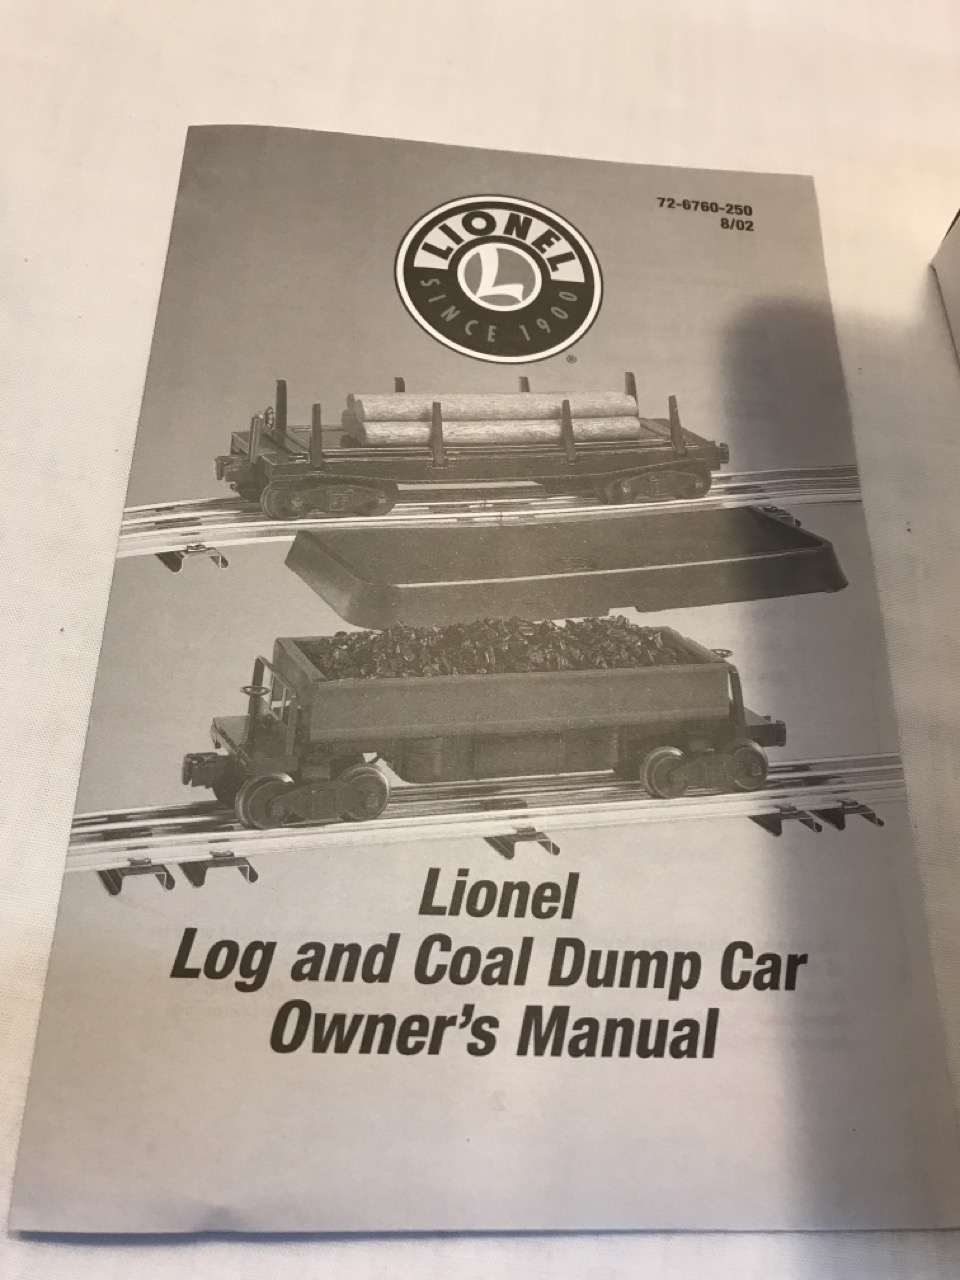 72-6760-250
8/02
LIONEL
L
SINCE 1900
®
Lionel
Log and Coal Dump Car
Owner's Manual